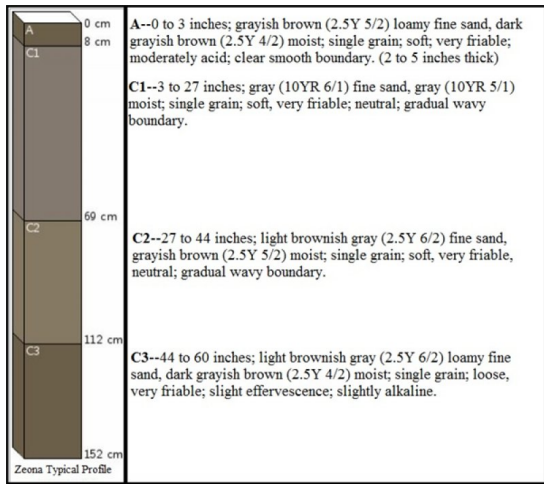 0 cm
A
8 cm
C1
69 cm
C2
112 cm
C3
152 cm
Zeona Typical Profile
A--0 to 3 inches; grayish brown (2.5Y 5/2) loamy fine sand, dark
grayish brown (2.5Y 4/2) moist; single grain; soft; very friable;
moderately acid; clear smooth boundary. (2 to 5 inches thick)
C1--3 to 27 inches; gray (10YR 6/1) fine sand, gray (10YR 5/1)
moist; single grain; soft, very friable; neutral; gradual wavy
boundary.
C2--27 to 44 inches; light brownish gray (2.5Y 6/2) fine sand,
grayish brown (2.5Y 5/2) moist; single grain; soft, very friable,
neutral; gradual wavy boundary.
C3--44 to 60 inches; light brownish gray (2.5Y 6/2) loamy fine
sand, dark grayish brown (2.5Y 4/2) moist; single grain; loose,
very friable; slight effervescence; slightly alkaline.